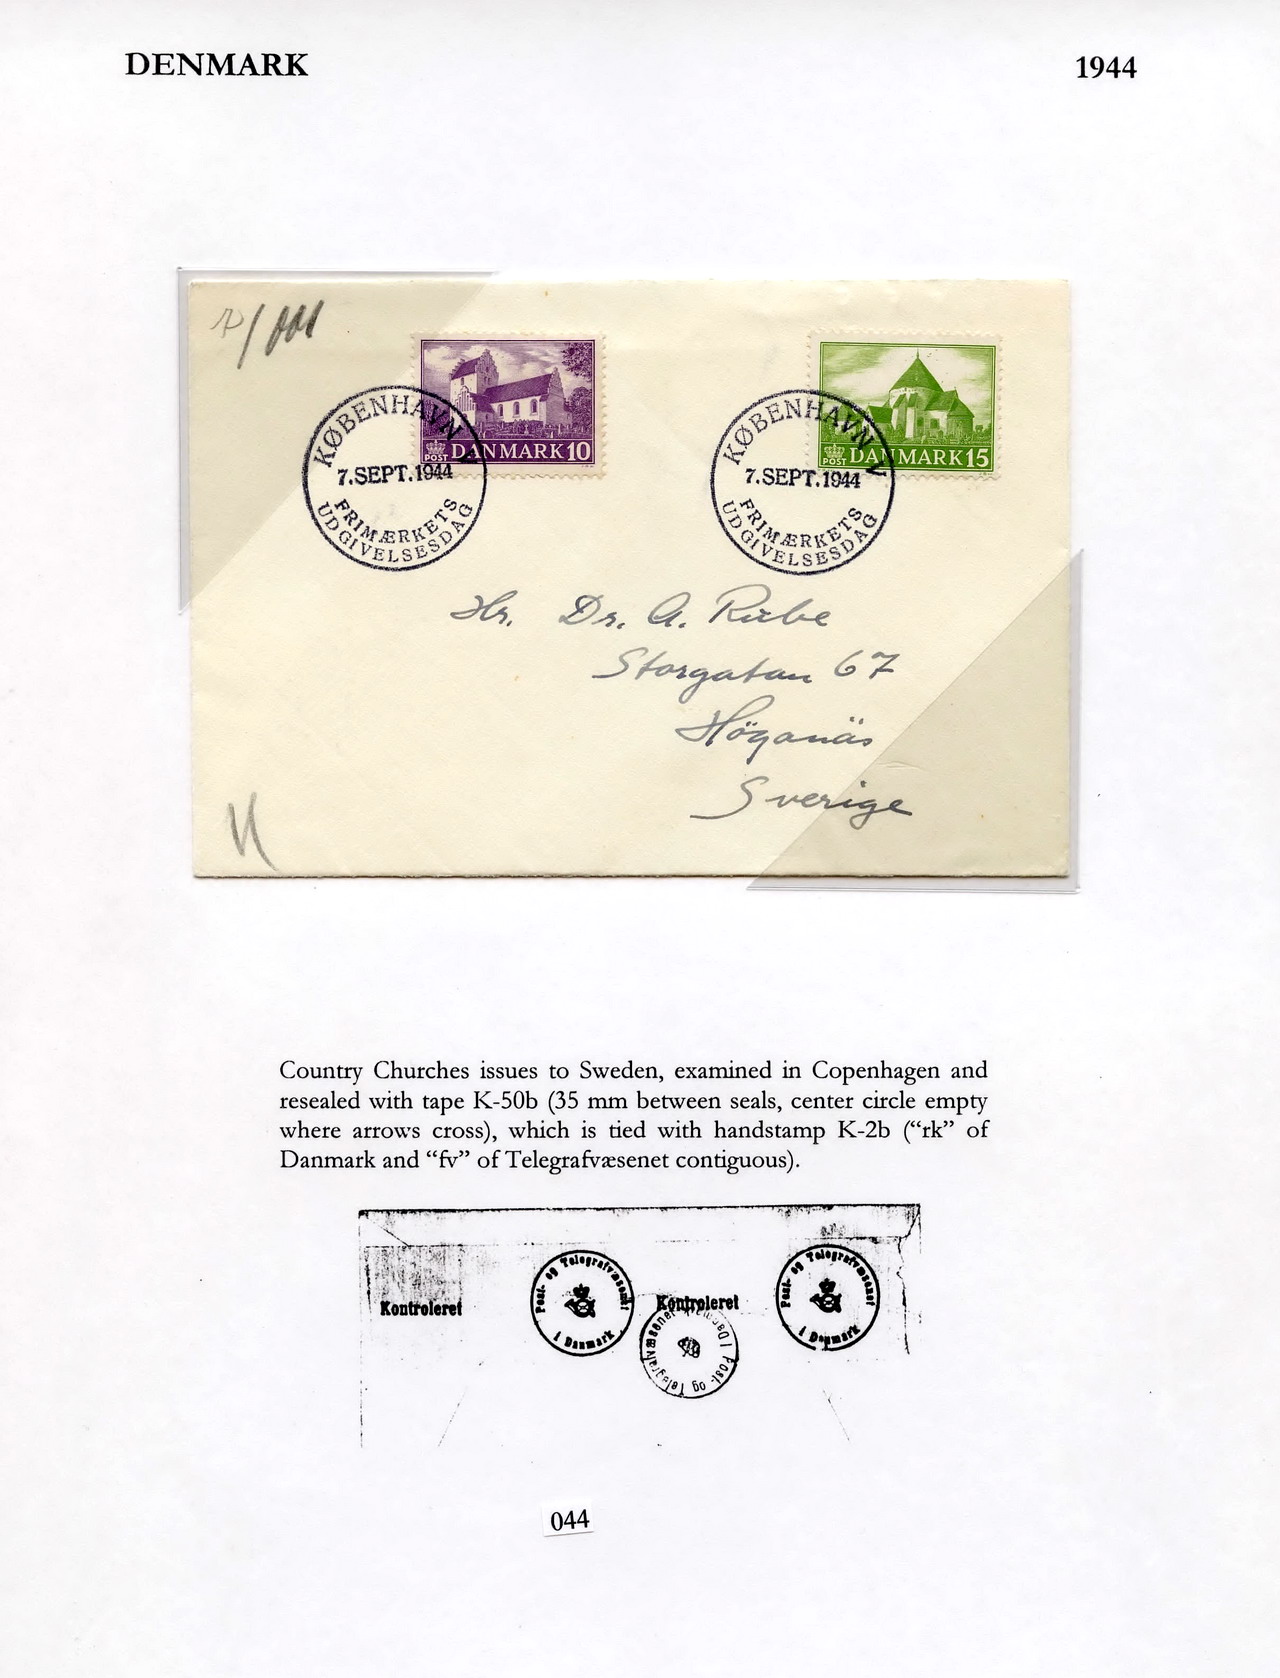 DENMARK
1944
KØBENHAVN V
7.SEPT.1944
FRIMÆRKETS
UDGIVELSESDAG
POST DANMARK 10
KØBENHAVN V
7.SEPT.1944
FRIMÆRKETS
UDGIVELSESDAG
POST DANMARK 15
Hr. Dr. A. Rube
Storgatan 67
Höganäs
Sverige
Country Churches issues to Sweden, examined in Copenhagen and
resealed with tape K-50b (35 mm between seals, center circle empty
where arrows cross), which is tied with handstamp K-2b (“rk” of
Danmark and “fv” of Telegrafvæsenet contiguous).
Kontroleret
Post- og Telegrafvæsenet
i Danmark
Kontroleret
Post- og Telegrafvæsenet
i Danmark
Post- og Telegrafvæsenet
i Danmark
044